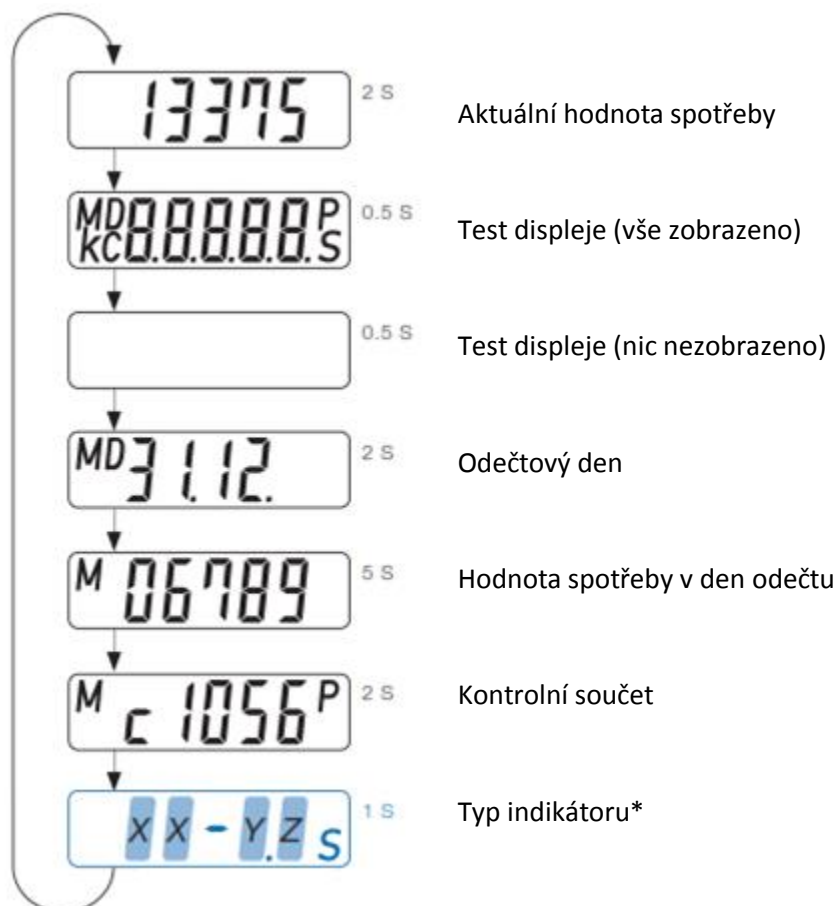 13375 2 S Aktuální hodnota spotřeby
MD KC 8.8.8.8.8. P S 0.5 S Test displeje (vše zobrazeno)
0.5 S Test displeje (nic nezobrazeno)
MD 31.12. 2 S Odečtový den
M 06789 5 S Hodnota spotřeby v den odečtu
M c 1056 P 2 S Kontrolní součet
X X - Y.Z S 1 S Typ indikátoru*